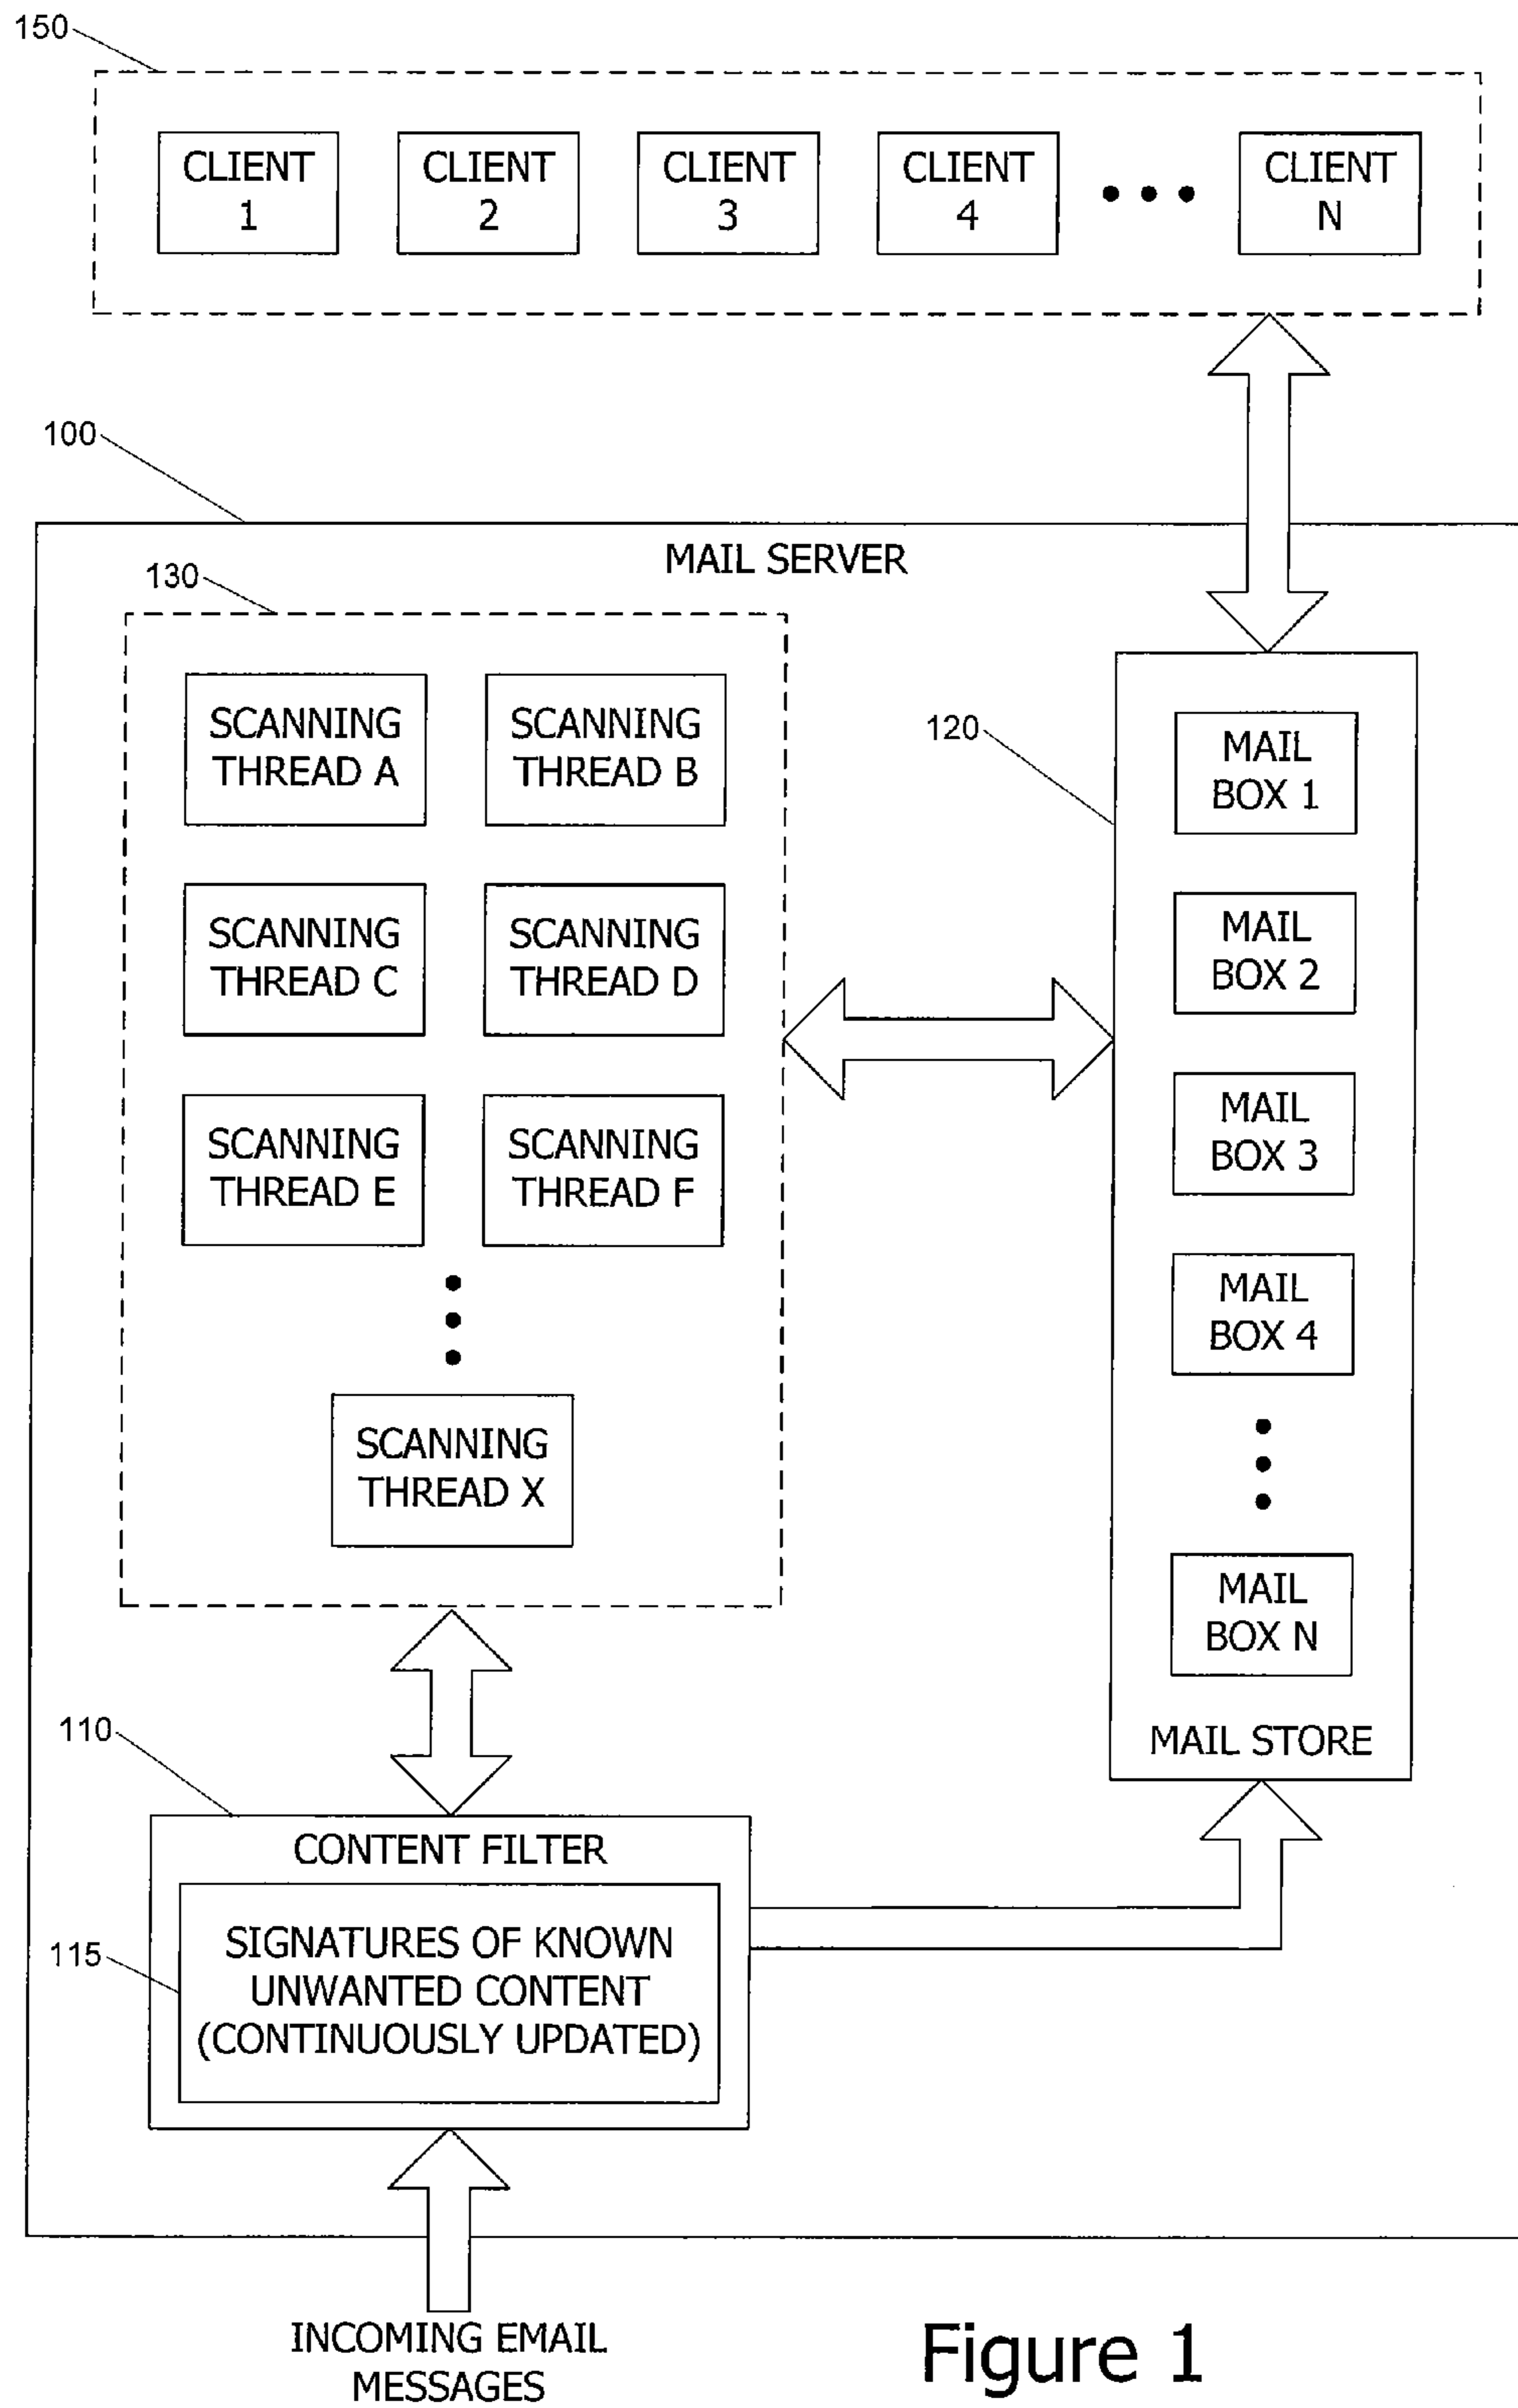 150
CLIENT
1
CLIENT
2
CLIENT
3
CLIENT
4
CLIENT
N
100
MAIL SERVER
130
SCANNING
THREAD A
SCANNING
THREAD B
SCANNING
THREAD C
SCANNING
THREAD D
SCANNING
THREAD E
SCANNING
THREAD F
SCANNING
THREAD X
120
MAIL
BOX 1
MAIL
BOX 2
MAIL
BOX 3
MAIL
BOX 4
MAIL
BOX N
MAIL STORE
110
CONTENT FILTER
115
SIGNATURES OF KNOWN
UNWANTED CONTENT
(CONTINUOUSLY UPDATED)
INCOMING EMAIL
MESSAGES
Figure 1